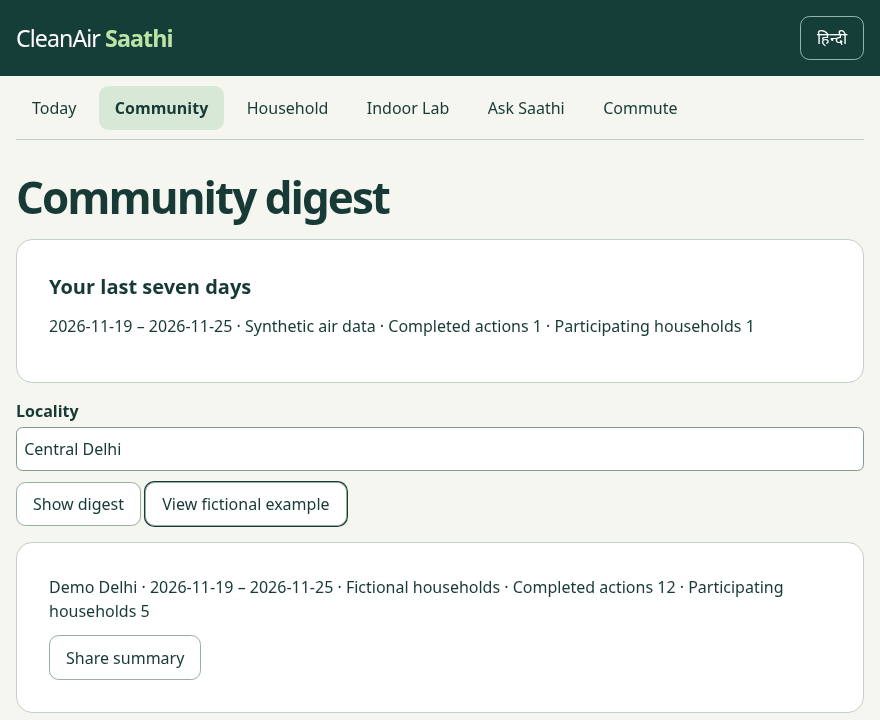 CleanAir Saathi
हिन्दी
Today
Community
Household
Indoor Lab
Ask Saathi
Commute
Community digest
Your last seven days
2026-11-19 – 2026-11-25 · Synthetic air data · Completed actions 1 · Participating households 1
Locality
Central Delhi
Show digest
View fictional example
Demo Delhi · 2026-11-19 – 2026-11-25 · Fictional households · Completed actions 12 · Participating
households 5
Share summary